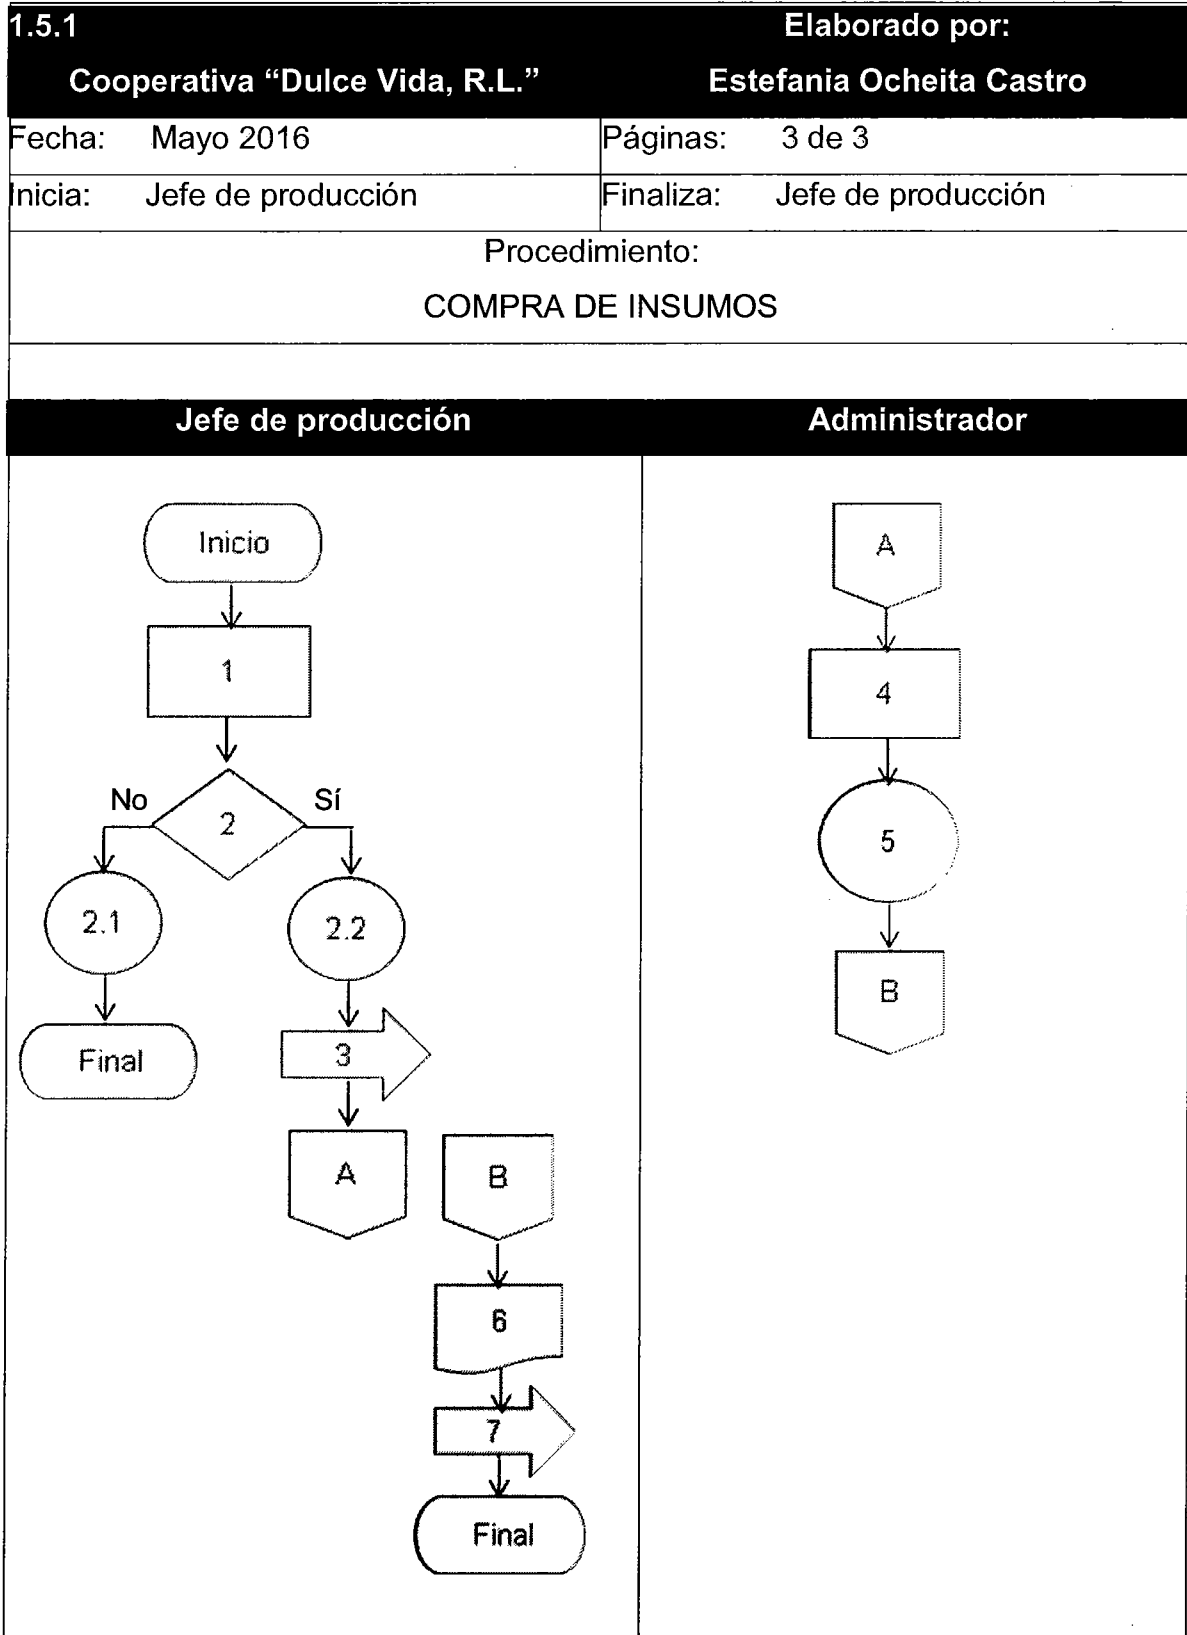 1.5.1
Elaborado por:
Cooperativa “Dulce Vida, R.L.”
Estefania Ocheita Castro
Fecha: Mayo 2016
Páginas: 3 de 3
Inicia: Jefe de producción
Finaliza: Jefe de producción
Procedimiento:
COMPRA DE INSUMOS
Jefe de producción
Administrador
Inicio
1
No
2
Sí
2.1
2.2
Final
3
A
B
6
7
Final
A
4
5
B